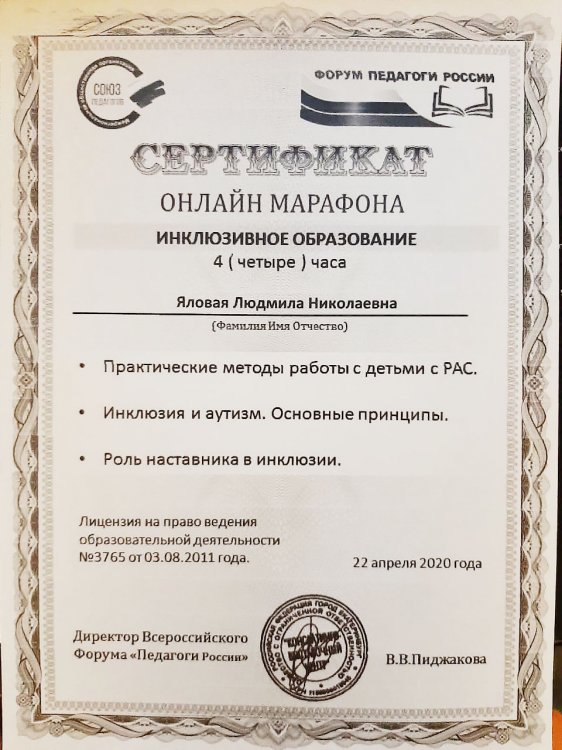 СОЮЗ
ПЕДАГОГОВ
ФОРУМ ПЕДАГОГИ РОССИИ
СЕРТИФИКАТ
ОНЛАЙН МАРАФОНА
ИНКЛЮЗИВНОЕ ОБРАЗОВАНИЕ
4 ( четыре ) часа
Яловая Людмила Николаевна
(Фамилия Имя Отчество)
• Практические методы работы с детьми с РАС.
• Инклюзия и аутизм. Основные принципы.
• Роль наставника в инклюзии.
Лицензия на право ведения
образовательной деятельности
№3765 от 03.08.2011 года.
22 апреля 2020 года
Директор Всероссийского
Форума «Педагоги России»
В.В.Пиджакова